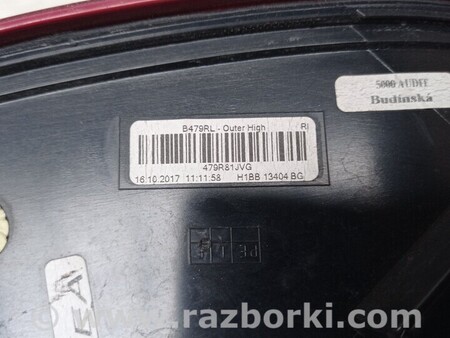 5000 AUDIT
Budinská
B479RL - Outer High RI
479R81JVG
16.10.2017 11:11:58 H1BB 13404 BG
www.razborki.com